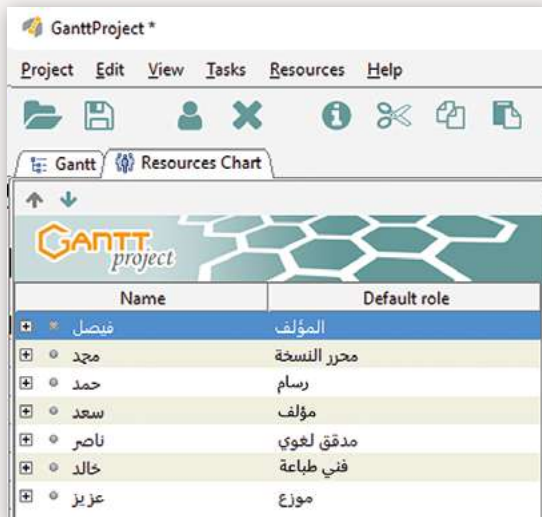 GanttProject *
Project Edit View Tasks Resources Help
Gantt Resources Chart
GANTT project
Name Default role
فيصل المؤلف
محمد محرر النسخة
حمد رسام
سعد مؤلف
ناصر مدقق لغوي
خالد فني طباعة
عزيز موزع